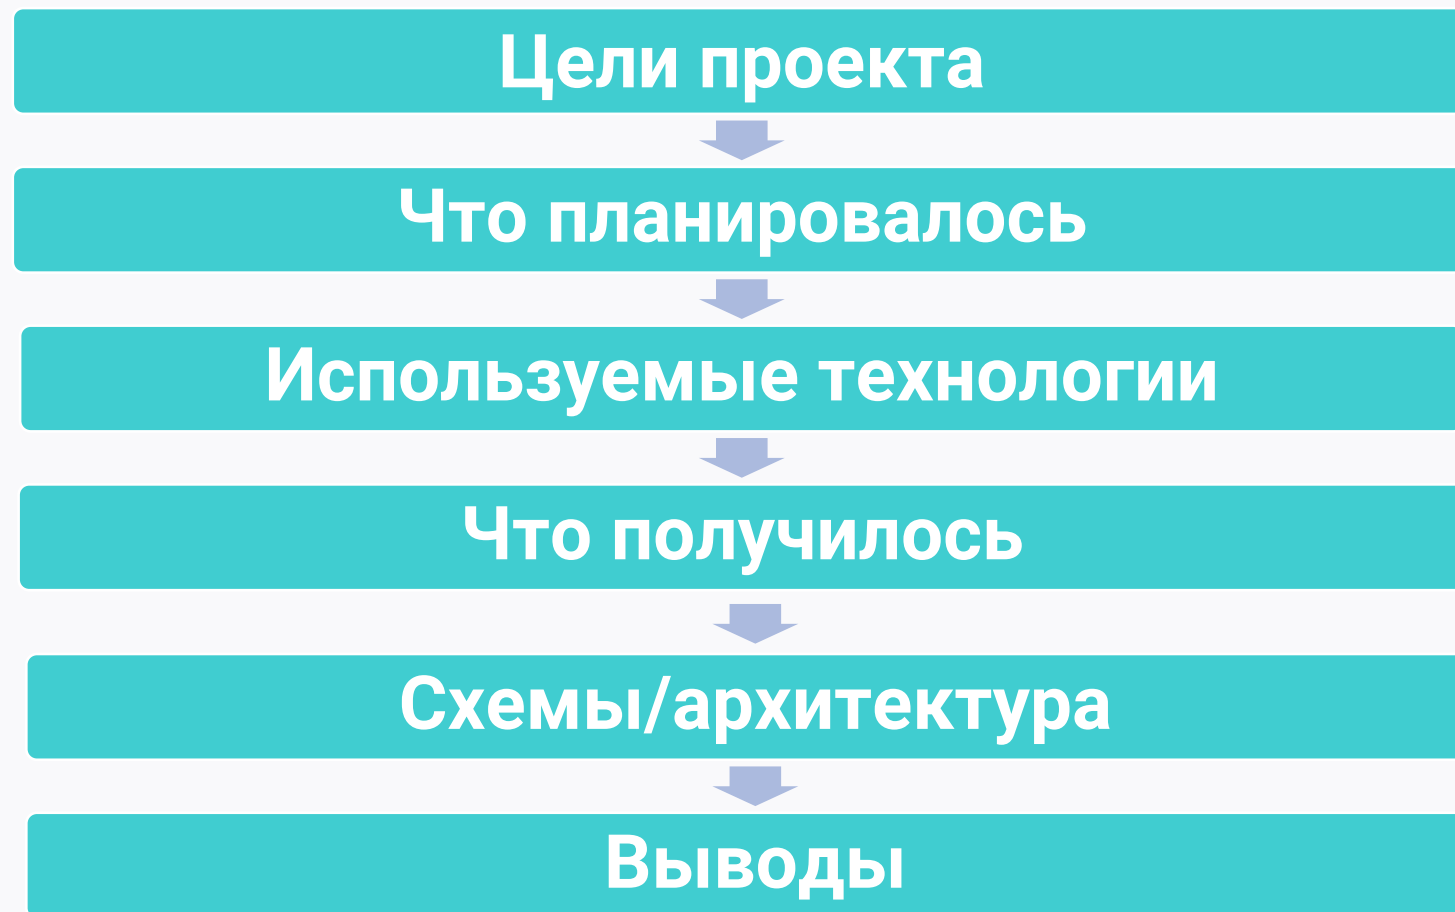 Цели проекта
Что планировалось
Используемые технологии
Что получилось
Схемы/архитектура
Выводы